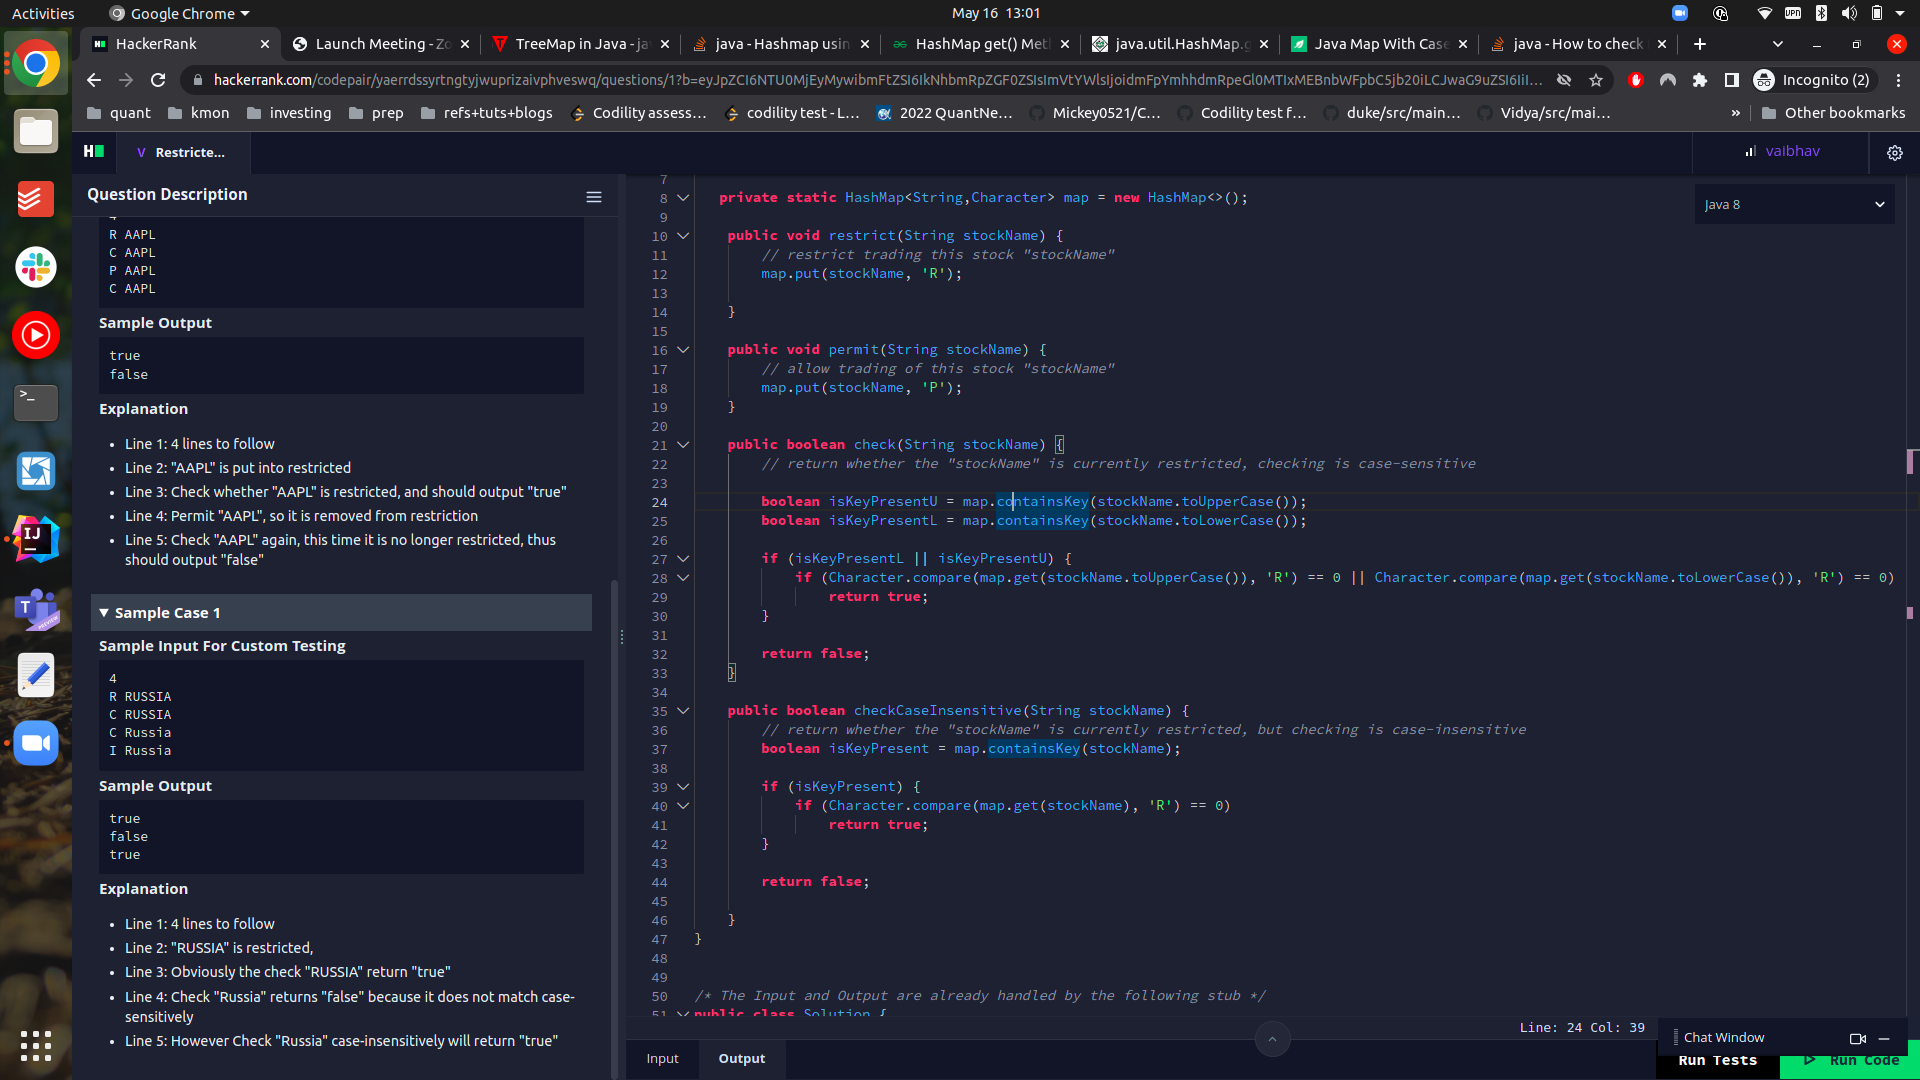 Activities
Google Chrome
May 16 13:01
HackerRank
Launch Meeting - Zo
TreeMap in Java - ja
java - Hashmap usin
HashMap get() Met
java.util.HashMap.g
Java Map With Case
java - How to check
hackerrank.com/codepair/
Incognito (2)
quant
kmon
investing
prep
refs+tuts+blogs
Codility assess...
codility test - L...
2022 QuantNe...
Mickey0521/C...
Codility test f...
duke/src/main...
Vidya/src/mai...
»
Other bookmarks
V Restricte...
vaibhav
Question Description
4
R AAPL
C AAPL
P AAPL
C AAPL
Sample Output
true
false
Explanation
• Line 1: 4 lines to follow
• Line 2: "AAPL" is put into restricted
• Line 3: Check whether "AAPL" is restricted, and should output "true"
• Line 4: Permit "AAPL", so it is removed from restriction
• Line 5: Check "AAPL" again, this time it is no longer restricted, thus
should output "false"
Sample Case 1
Sample Input For Custom Testing
4
R RUSSIA
C RUSSIA
C Russia
I Russia
Sample Output
true
false
true
Explanation
• Line 1: 4 lines to follow
• Line 2: "RUSSIA" is restricted,
• Line 3: Obviously the check "RUSSIA" return "true"
• Line 4: Check "Russia" returns "false" because it does not match case-
sensitively
• Line 5: However Check "Russia" case-insensitively will return "true"
Java 8
7
8 private static HashMap<String,Character> map = new HashMap<>();
9
10 public void restrict(String stockName) {
11 // restrict trading this stock "stockName"
12 map.put(stockName, 'R');
13
14 }
15
16 public void permit(String stockName) {
17 // allow trading of this stock "stockName"
18 map.put(stockName, 'P');
19 }
20
21 public boolean check(String stockName) {
22 // return whether the "stockName" is currently restricted, checking is case-sensitive
23
24 boolean isKeyPresentU = map.containsKey(stockName.toUpperCase());
25 boolean isKeyPresentL = map.containsKey(stockName.toLowerCase());
26
27 if (isKeyPresentL || isKeyPresentU) {
28 if (Character.compare(map.get(stockName.toUpperCase()), 'R') == 0 || Character.compare(map.get(stockName.toLowerCase()), 'R') == 0)
29 return true;
30 }
31
32 return false;
33 }
34
35 public boolean checkCaseInsensitive(String stockName) {
36 // return whether the "stockName" is currently restricted, but checking is case-insensitive
37 boolean isKeyPresent = map.containsKey(stockName);
38
39 if (isKeyPresent) {
40 if (Character.compare(map.get(stockName), 'R') == 0)
41 return true;
42 }
43
44 return false;
45
46 }
47 }
48
49
50 /* The Input and Output are already handled by the following stub */
51 public class Solution {
Line: 24 Col: 39
Chat Window
Input
Output
Run Tests
Run Code